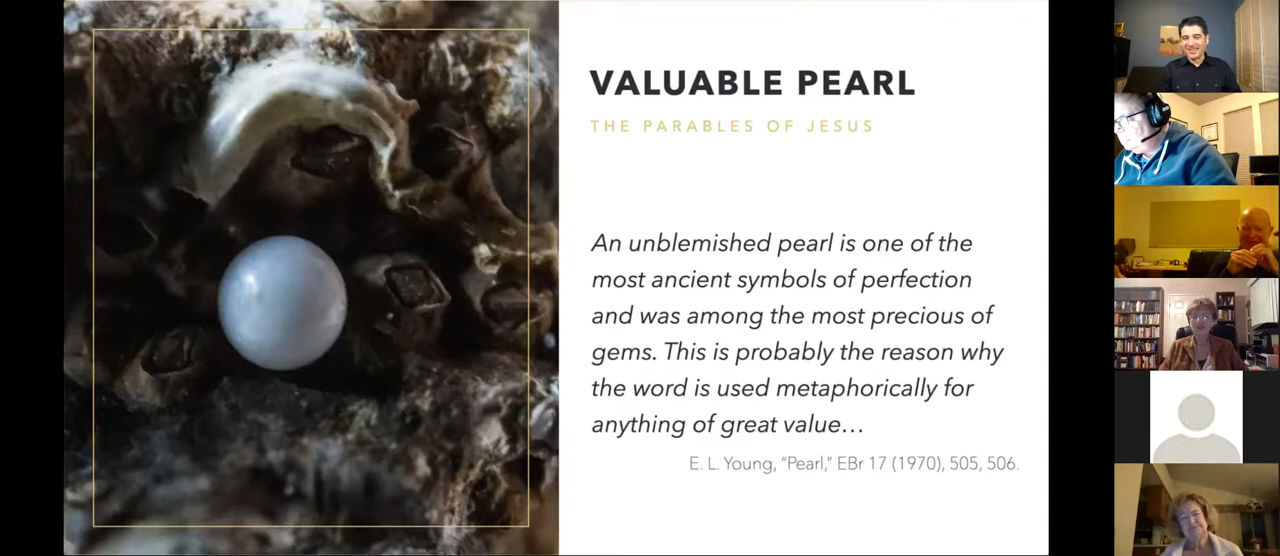 VALUABLE PEARL
THE PARABLES OF JESUS
An unblemished pearl is one of the
most ancient symbols of perfection
and was among the most precious of
gems. This is probably the reason why
the word is used metaphorically for
anything of great value…
E. L. Young, “Pearl,” EBr 17 (1970), 505, 506.